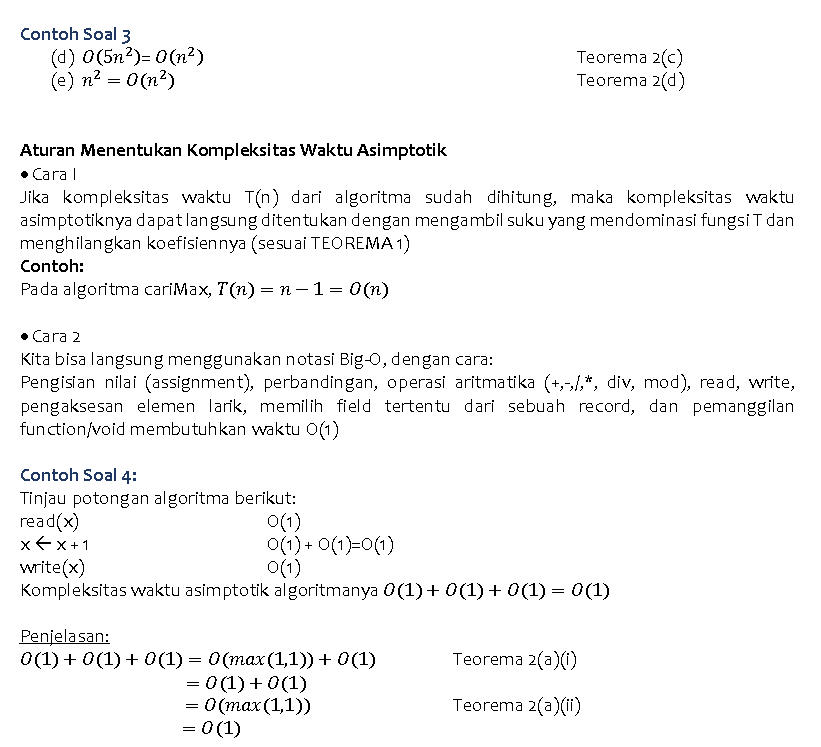 Contoh Soal 3
(d) O(5n²)= O(n²) Teorema 2(c)
(e) n² = O(n²) Teorema 2(d)
Aturan Menentukan Kompleksitas Waktu Asimptotik
• Cara I
Jika kompleksitas waktu T(n) dari algoritma sudah dihitung, maka kompleksitas waktu
asimptotiknya dapat langsung ditentukan dengan mengambil suku yang mendominasi fungsi T dan
menghilangkan koefisiennya (sesuai TEOREMA 1)
Contoh:
Pada algoritma cariMax, T(n) = n − 1 = O(n)
• Cara 2
Kita bisa langsung menggunakan notasi Big-O, dengan cara:
Pengisian nilai (assignment), perbandingan, operasi aritmatika (+,-,/,*, div, mod), read, write,
pengaksesan elemen larik, memilih field tertentu dari sebuah record, dan pemanggilan
function/void membutuhkan waktu O(1)
Contoh Soal 4:
Tinjau potongan algoritma berikut:
read(x) O(1)
x ← x + 1 O(1) + O(1)=O(1)
write(x) O(1)
Kompleksitas waktu asimptotik algoritmanya O(1) + O(1) + O(1) = O(1)
Penjelasan:
O(1) + O(1) + O(1) = O(max(1,1)) + O(1) Teorema 2(a)(i)
= O(1) + O(1)
= O(max(1,1)) Teorema 2(a)(ii)
= O(1)